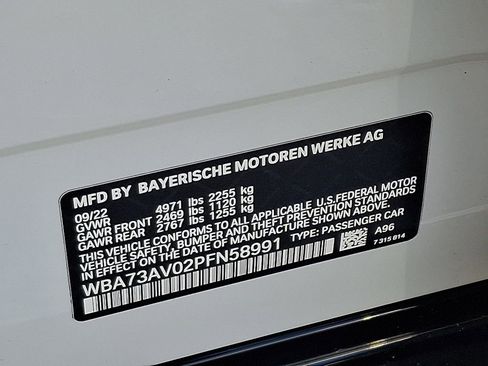 MFD BY BAYERISCHE MOTOREN WERKE AG
09/22
GVWR 4971 lbs 2255 kg
GAWR FRONT 2469 lbs 1120 kg
GAWR REAR 2767 lbs 1255 kg
THIS VEHICLE CONFORMS TO ALL APPLICABLE U.S.FEDERAL MOTOR
VEHICLE SAFETY, BUMPER AND THEFT PREVENTION STANDARDS
IN EFFECT ON THE DATE OF MANUFACTURE SHOWN ABOVE.
WBA73AV02PFN58991 TYPE: PASSENGER CAR
A96
7 315 814